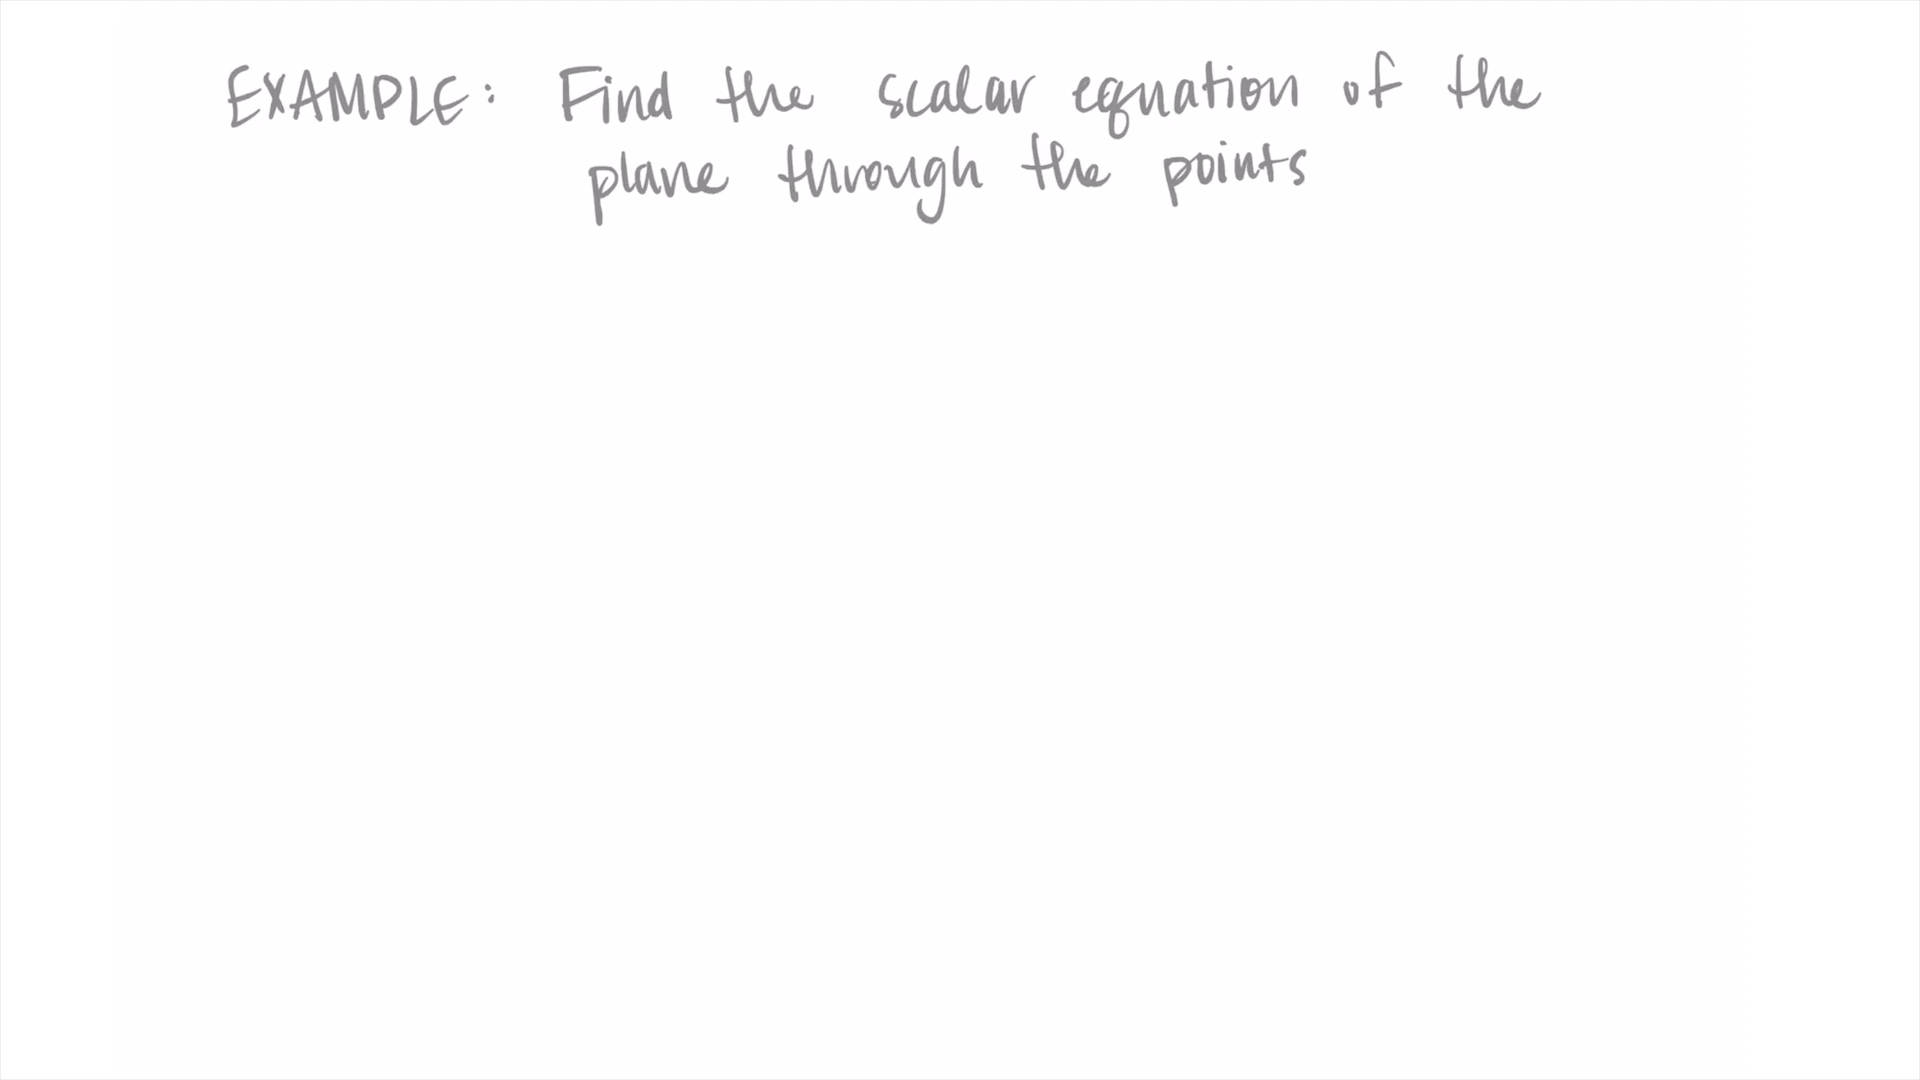 EXAMPLE: Find the scalar equation of the
plane through the points